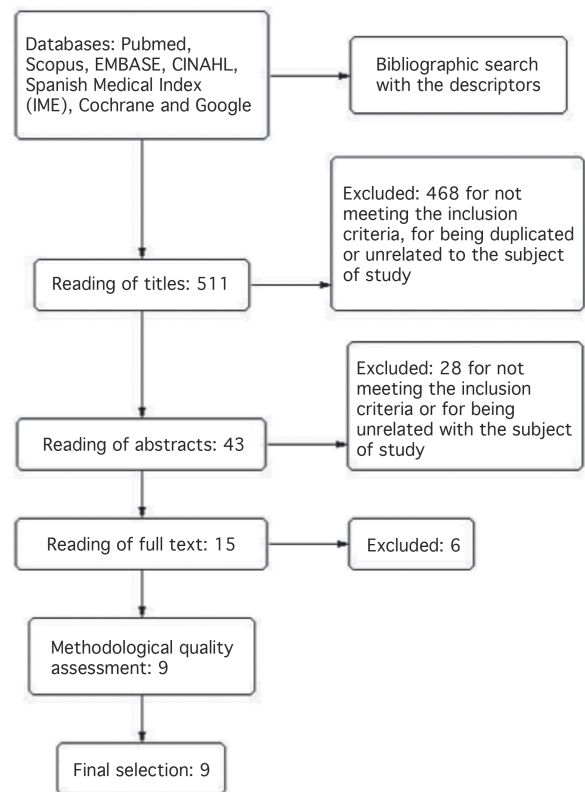 Databases: Pubmed,
Scopus, EMBASE, CINAHL,
Spanish Medical Index
(IME), Cochrane and Google
Bibliographic search
with the descriptors
Excluded: 468 for not
meeting the inclusion
criteria, for being duplicated
or unrelated to the subject
of study
Reading of titles: 511
Excluded: 28 for not
meeting the inclusion
criteria or for being
unrelated with the subject
of study
Reading of abstracts: 43
Reading of full text: 15
Excluded: 6
Methodological quality
assessment: 9
Final selection: 9